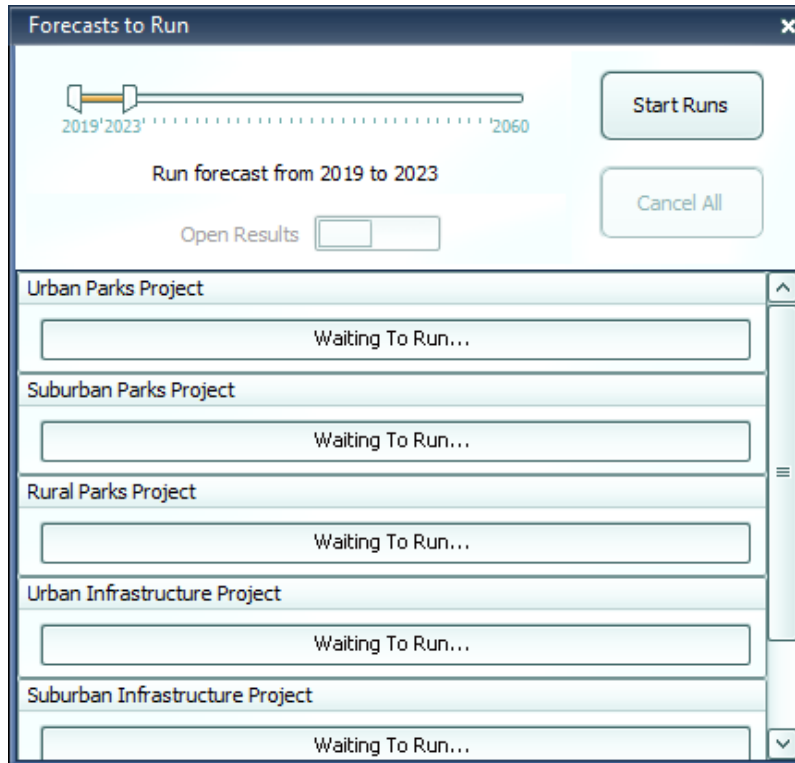 Forecasts to Run
Start Runs
2019'2023' '2060
Run forecast from 2019 to 2023
Cancel All
Open Results
Urban Parks Project
Waiting To Run...
Suburban Parks Project
Waiting To Run...
Rural Parks Project
Waiting To Run...
Urban Infrastructure Project
Waiting To Run...
Suburban Infrastructure Project
Waiting To Run...